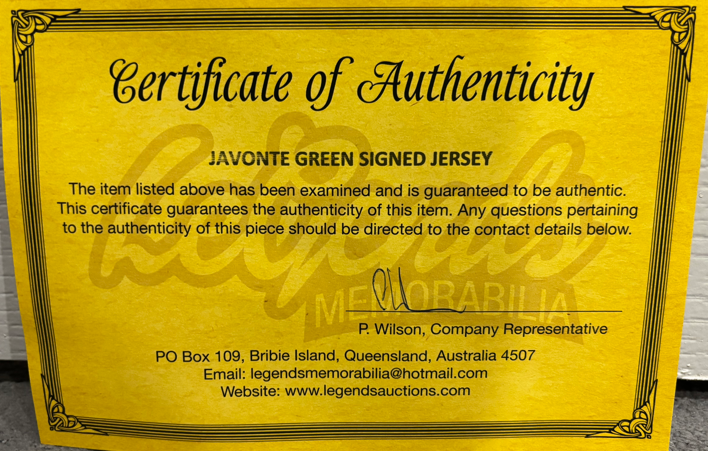 Certificate of Authenticity
JAVONTE GREEN SIGNED JERSEY
The item listed above has been examined and is guaranteed to be authentic.
This certificate guarantees the authenticity of this item. Any questions pertaining
to the authenticity of this piece should be directed to the contact details below.
Legends
MEMORABILIA
P. Wilson, Company Representative
PO Box 109, Bribie Island, Queensland, Australia 4507
Email: legendsmemorabilia@hotmail.com
Website: www.legendsauctions.com